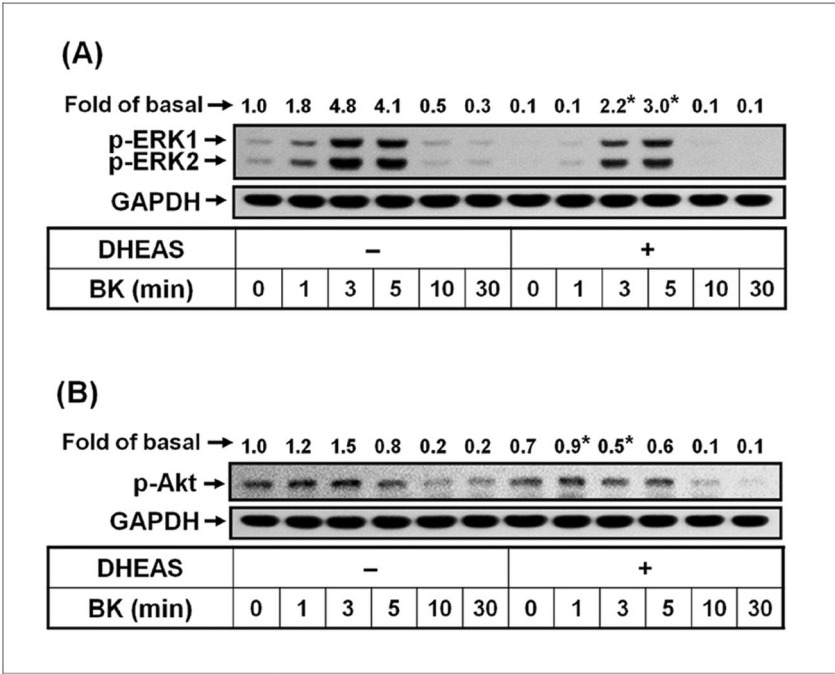 (A)
Fold of basal → 1.0 1.8 4.8 4.1 0.5 0.3 0.1 0.1 2.2* 3.0* 0.1 0.1
p-ERK1 →
p-ERK2 →
GAPDH →
DHEAS – +
BK (min) 0 1 3 5 10 30 0 1 3 5 10 30
(B)
Fold of basal → 1.0 1.2 1.5 0.8 0.2 0.2 0.7 0.9* 0.5* 0.6 0.1 0.1
p-Akt →
GAPDH →
DHEAS – +
BK (min) 0 1 3 5 10 30 0 1 3 5 10 30